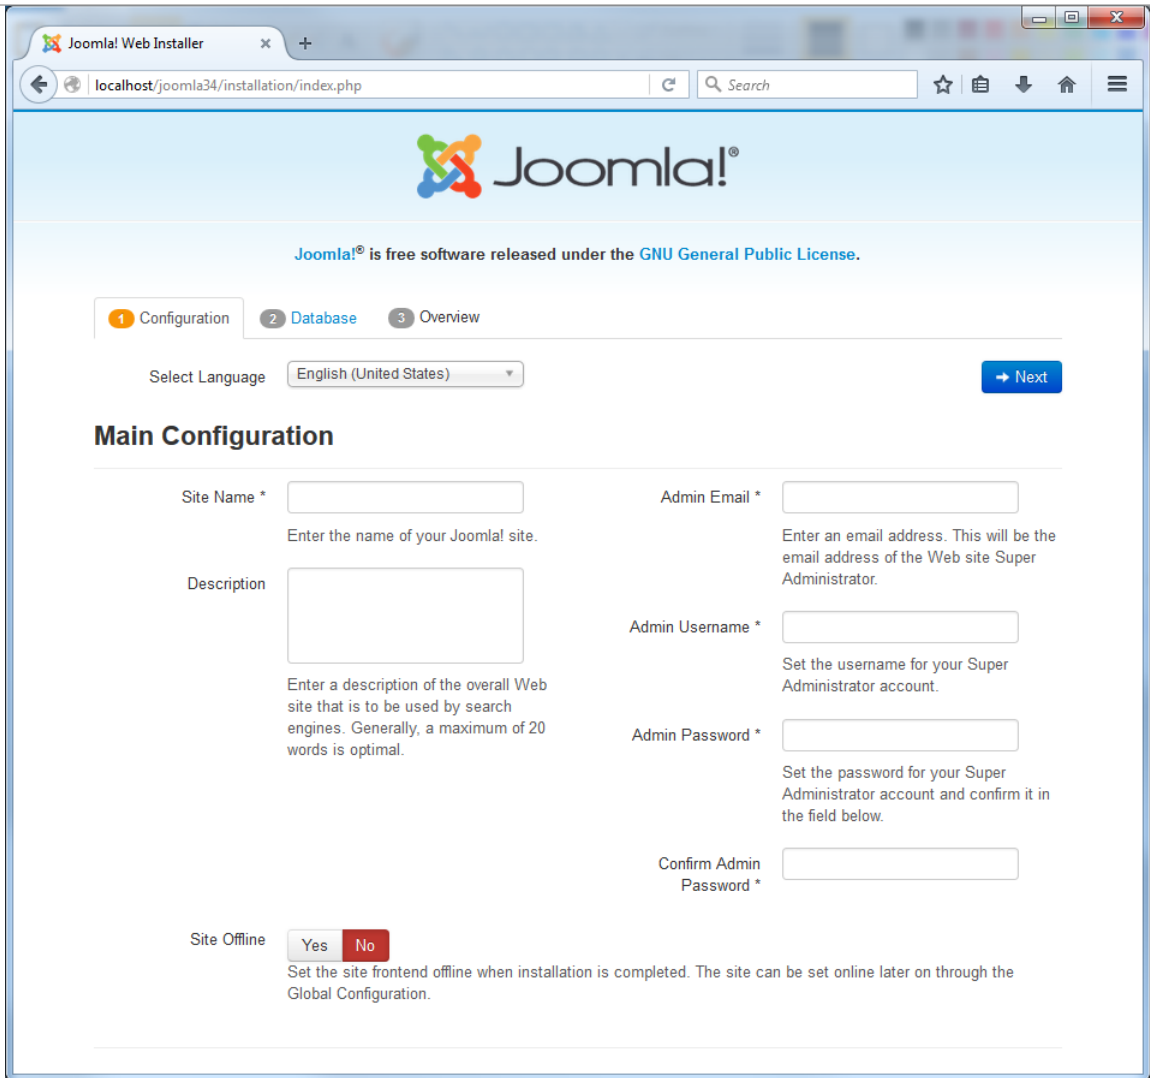 Joomla! Web Installer
localhost/joomla34/installation/index.php
Search
Joomla!®
Joomla!® is free software released under the GNU General Public License.
1 Configuration
2 Database
3 Overview
Select Language
English (United States)
Next
Main Configuration
Site Name *
Enter the name of your Joomla! site.
Description
Enter a description of the overall Web
site that is to be used by search
engines. Generally, a maximum of 20
words is optimal.
Admin Email *
Enter an email address. This will be the
email address of the Web site Super
Administrator.
Admin Username *
Set the username for your Super
Administrator account.
Admin Password *
Set the password for your Super
Administrator account and confirm it in
the field below.
Confirm Admin
Password *
Site Offline
Yes No
Set the site frontend offline when installation is completed. The site can be set online later on through the
Global Configuration.